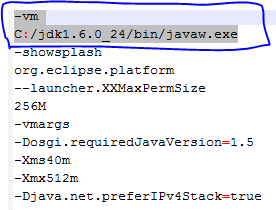 -vm
C:/jdk1.6.0_24/bin/javaw.exe
-showsplash
org.eclipse.platform
--launcher.XXMaxPermSize
256M
-vmargs
-Dosgi.requiredJavaVersion=1.5
-Xms40m
-Xmx512m
-Djava.net.preferIPv4Stack=true